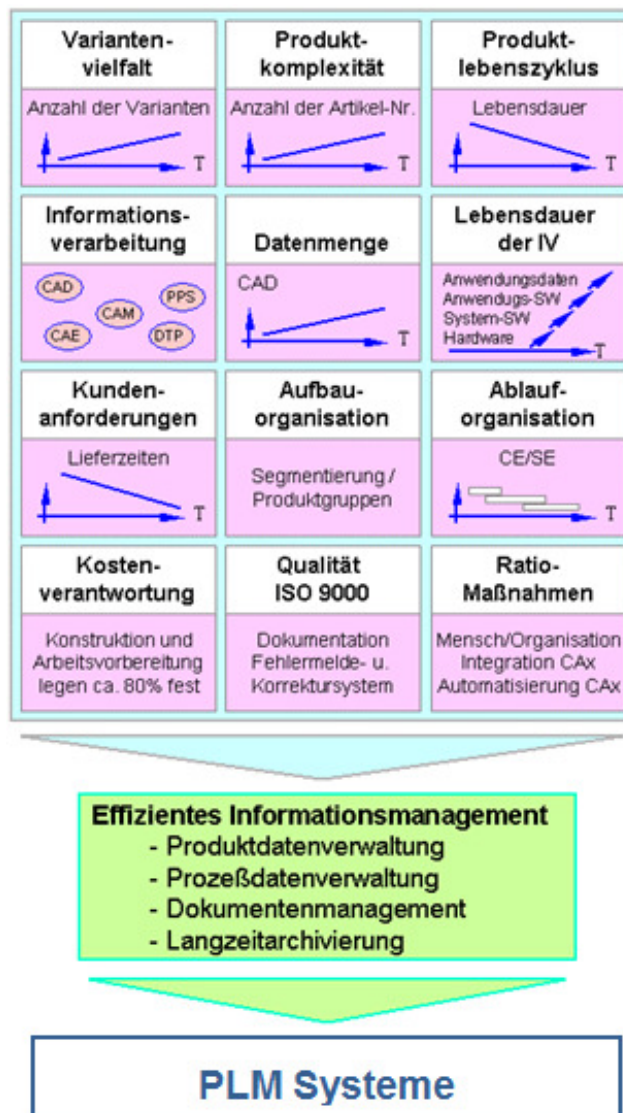 Varianten-
vielfalt
Anzahl der Varianten
T
Produkt-
komplexität
Anzahl der Artikel-Nr.
T
Produkt-
lebenszyklus
Lebensdauer
T
Informations-
verarbeitung
CAD
PPS
CAM
CAE
DTP
Datenmenge
CAD
T
Lebensdauer
der IV
Anwendungsdaten
Anwendugs-SW
System-SW
Hardware
T
Kunden-
anforderungen
Lieferzeiten
T
Aufbau-
organisation
Segmentierung /
Produktgruppen
Ablauf-
organisation
CE/SE
T
Kosten-
verantwortung
Konstruktion und
Arbeitsvorbereitung
legen ca. 80% fest
Qualität
ISO 9000
Dokumentation
Fehlermelde- u.
Korrektursystem
Ratio-
Maßnahmen
Mensch/Organisation
Integration CAx
Automatisierung CAx
Effizientes Informationsmanagement
- Produktdatenverwaltung
- Prozeßdatenverwaltung
- Dokumentenmanagement
- Langzeitarchivierung
PLM Systeme